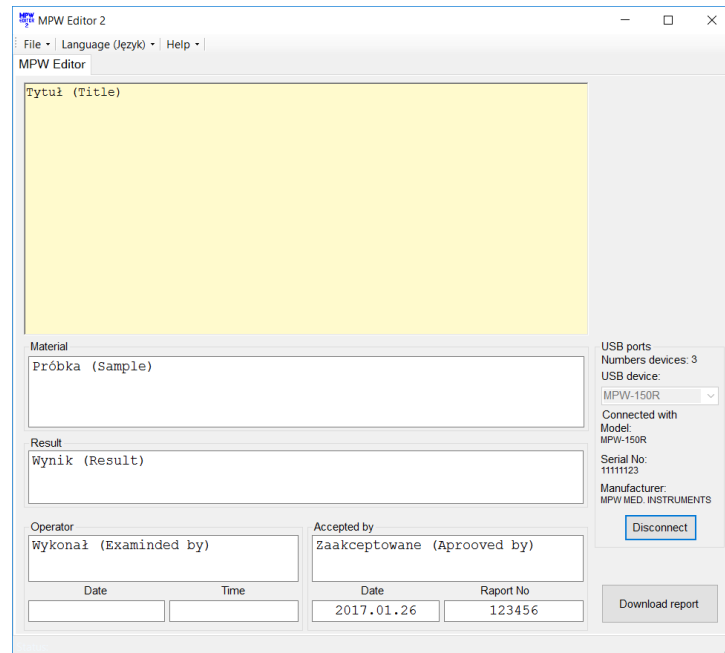 MPW EDITOR 2 MPW Editor 2
File Language (Język) Help
MPW Editor
Tytuł (Title)
Material
Próbka (Sample)
Result
Wynik (Result)
Operator
Wykonał (Examinded by)
Date Time
Accepted by
Zaakceptowane (Aprooved by)
Date Raport No
2017.01.26 123456
USB ports
Numbers devices: 3
USB device:
MPW-150R
Connected with
Model:
MPW-150R
Serial No:
11111123
Manufacturer:
MPW MED. INSTRUMENTS
Disconnect
Download report